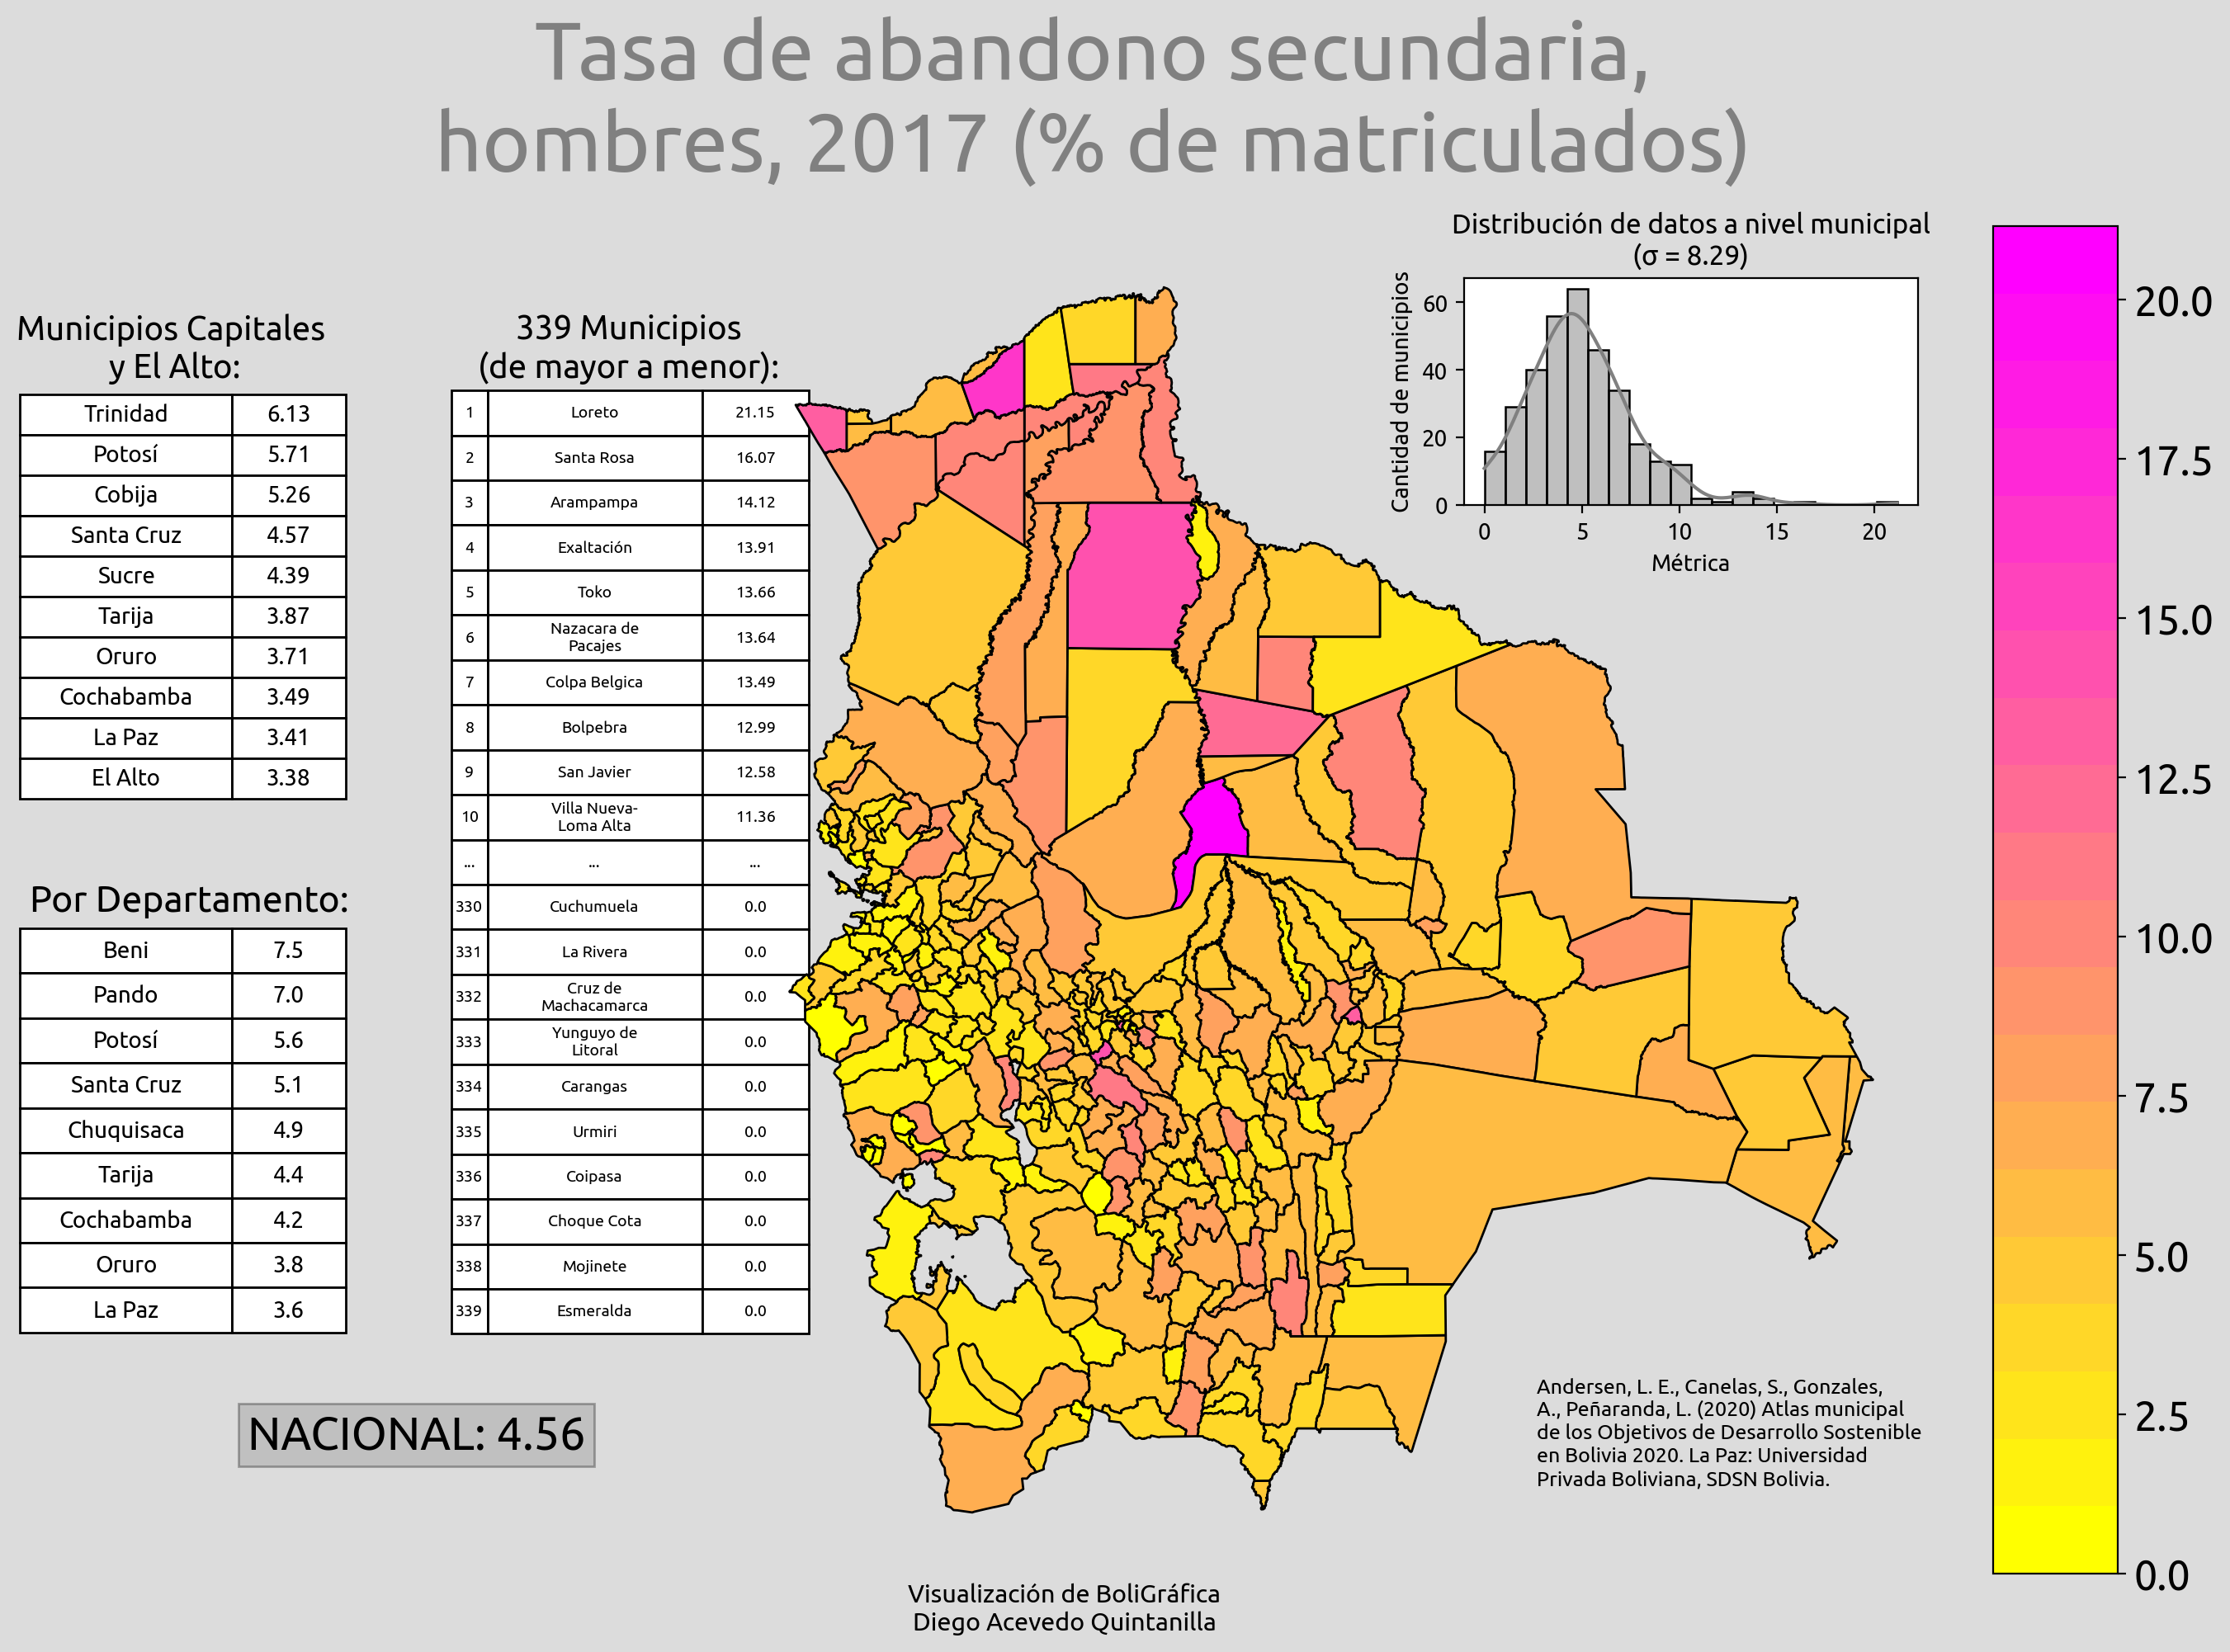 Tasa de abandono secundaria,
hombres, 2017 (% de matriculados)
Municipios Capitales
y El Alto:
Trinidad 6.13
Potosí 5.71
Cobija 5.26
Santa Cruz 4.57
Sucre 4.39
Tarija 3.87
Oruro 3.71
Cochabamba 3.49
La Paz 3.41
El Alto 3.38
Por Departamento:
Beni 7.5
Pando 7.0
Potosí 5.6
Santa Cruz 5.1
Chuquisaca 4.9
Tarija 4.4
Cochabamba 4.2
Oruro 3.8
La Paz 3.6
NACIONAL: 4.56
339 Municipios
(de mayor a menor):
1 Loreto 21.15
2 Santa Rosa 16.07
3 Arampampa 14.12
4 Exaltación 13.91
5 Toko 13.66
6 Nazacara de
Pacajes 13.64
7 Colpa Belgica 13.49
8 Bolpebra 12.99
9 San Javier 12.58
10 Villa Nueva-
Loma Alta 11.36
... ... ...
330 Cuchumuela 0.0
331 La Rivera 0.0
332 Cruz de
Machacamarca 0.0
333 Yunguyo de
Litoral 0.0
334 Carangas 0.0
335 Urmiri 0.0
336 Coipasa 0.0
337 Choque Cota 0.0
338 Mojinete 0.0
339 Esmeralda 0.0
Distribución de datos a nivel municipal
(σ = 8.29)
Cantidad de municipios
60
40
20
0
0 5 10 15 20
Métrica
20.0
17.5
15.0
12.5
10.0
7.5
5.0
2.5
0.0
Andersen, L. E., Canelas, S., Gonzales,
A., Peñaranda, L. (2020) Atlas municipal
de los Objetivos de Desarrollo Sostenible
en Bolivia 2020. La Paz: Universidad
Privada Boliviana, SDSN Bolivia.
Visualización de BoliGráfica
Diego Acevedo Quintanilla